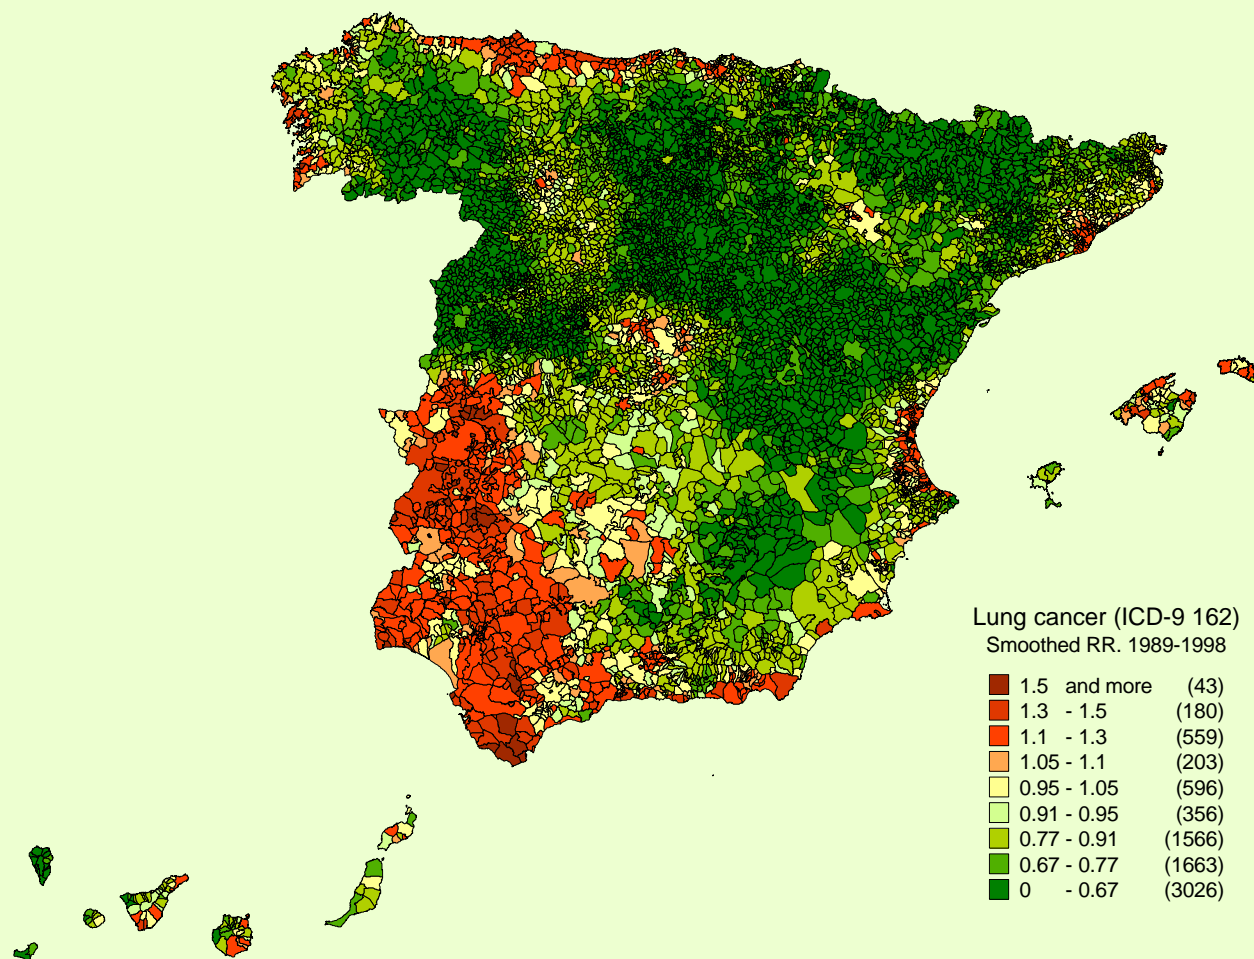 Lung cancer (ICD-9 162)
Smoothed RR. 1989-1998
1.5 and more (43)
1.3 - 1.5 (180)
1.1 - 1.3 (559)
1.05 - 1.1 (203)
0.95 - 1.05 (596)
0.91 - 0.95 (356)
0.77 - 0.91 (1566)
0.67 - 0.77 (1663)
0 - 0.67 (3026)